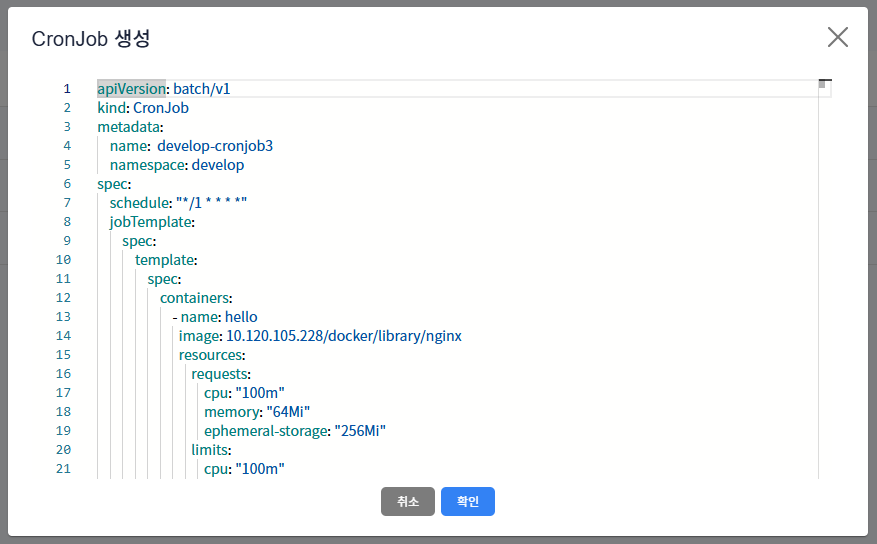 CronJob 생성
1 apiVersion: batch/v1
2 kind: CronJob
3 metadata:
4   name:  develop-cronjob3
5   namespace: develop
6 spec:
7   schedule: "*/1 * * * *"
8   jobTemplate:
9     spec:
10       template:
11         spec:
12           containers:
13             - name: hello
14              image: 10.120.105.228/docker/library/nginx
15              resources:
16                requests:
17                  cpu: "100m"
18                  memory: "64Mi"
19                  ephemeral-storage: "256Mi"
20                limits:
21                  cpu: "100m"
취소 확인